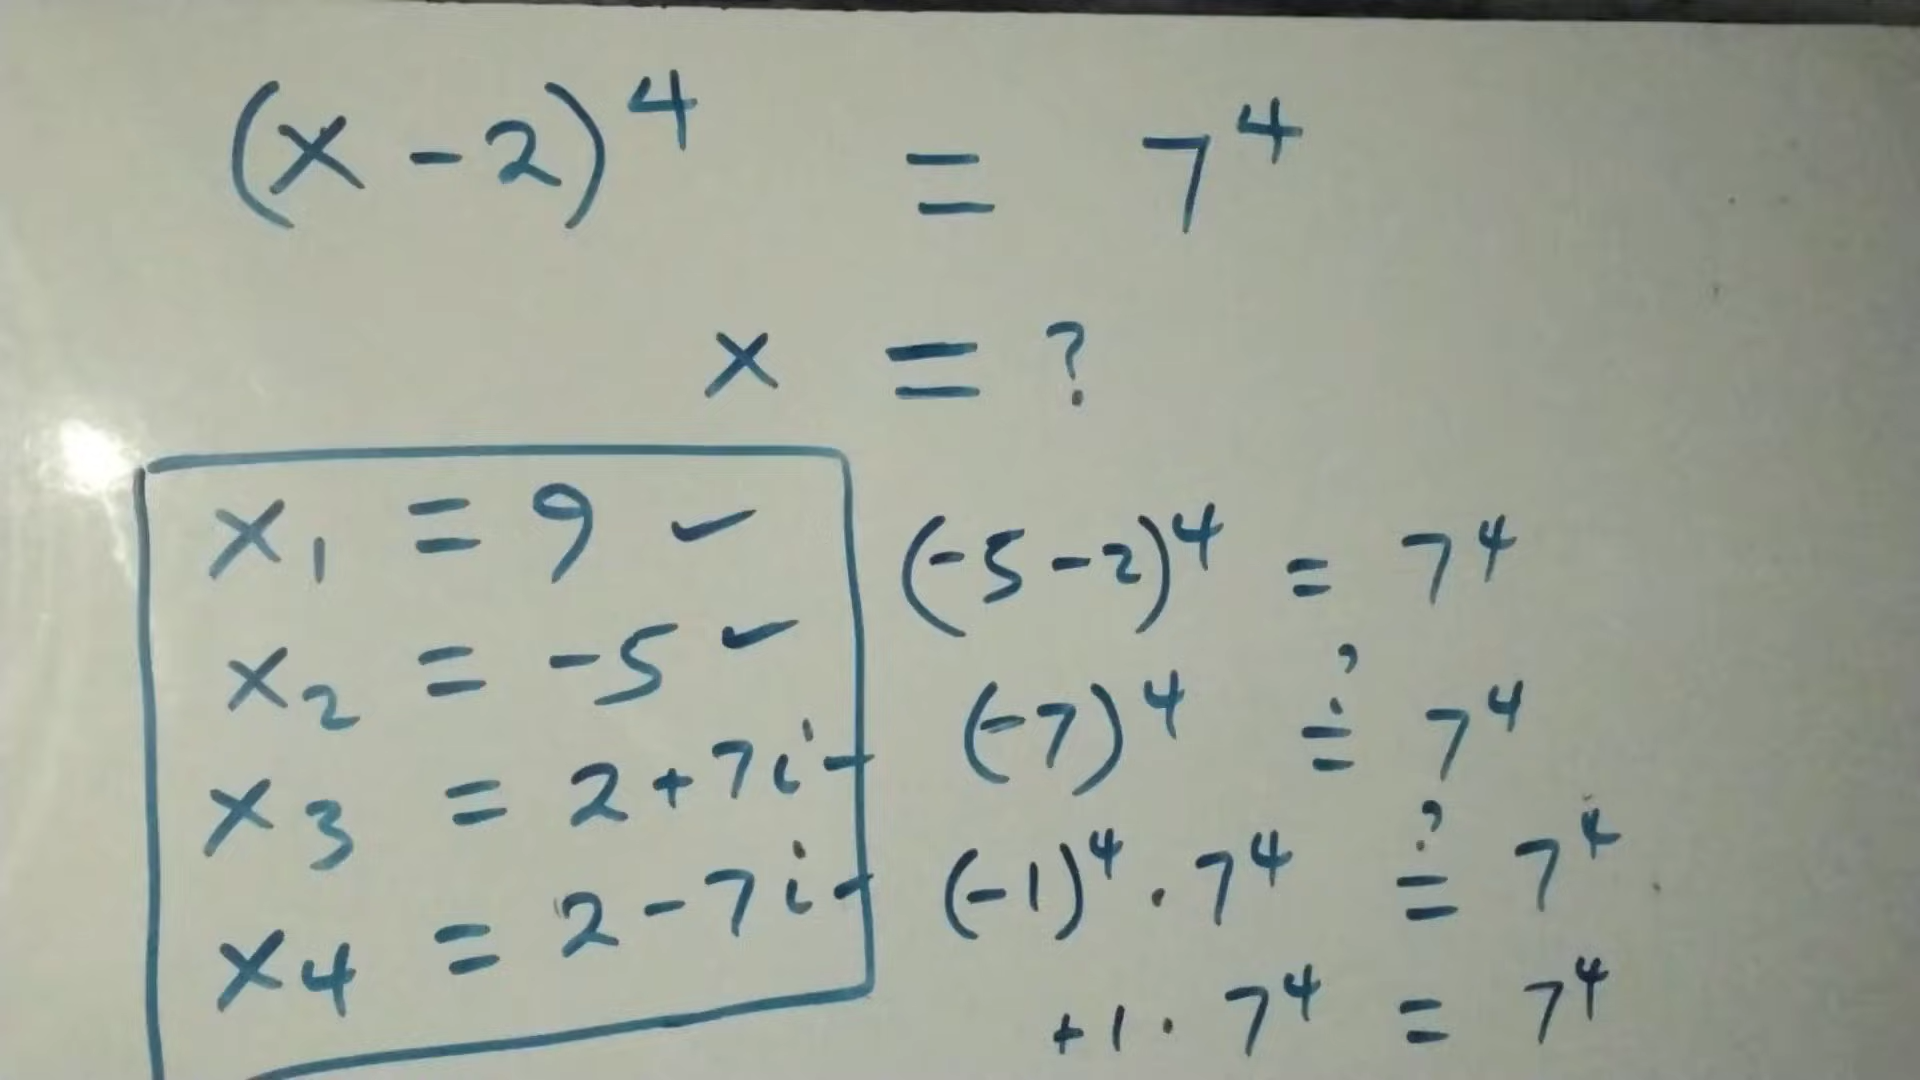 (x - 2)⁴ = 7⁴
x = ?
x₁ = 9 ✓
x₂ = -5 ✓
x₃ = 2 + 7i -
x₄ = 2 - 7i -
(-5 - 2)⁴ = 7⁴
(-7)⁴ ≟ 7⁴
(-1)⁴ · 7⁴ ≟ 7⁴
+1 · 7⁴ = 7⁴